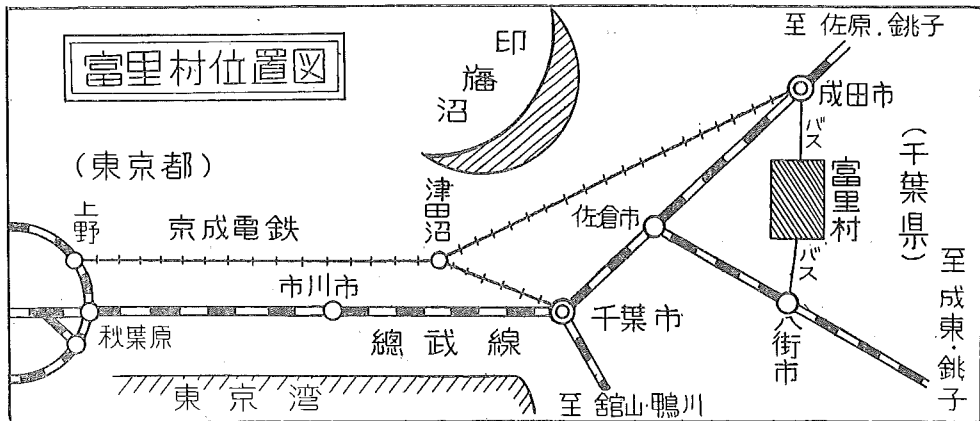 富里村位置図
印旛沼
至 佐原.銚子
成田市
バス
富里村
バス
(千葉県)
(東京都)
上野
京成電鉄
津田沼
佐倉市
市川市
秋葉原
總武線
千葉市
八街市
至成東・銚子
東京湾
至 舘山・鴨川